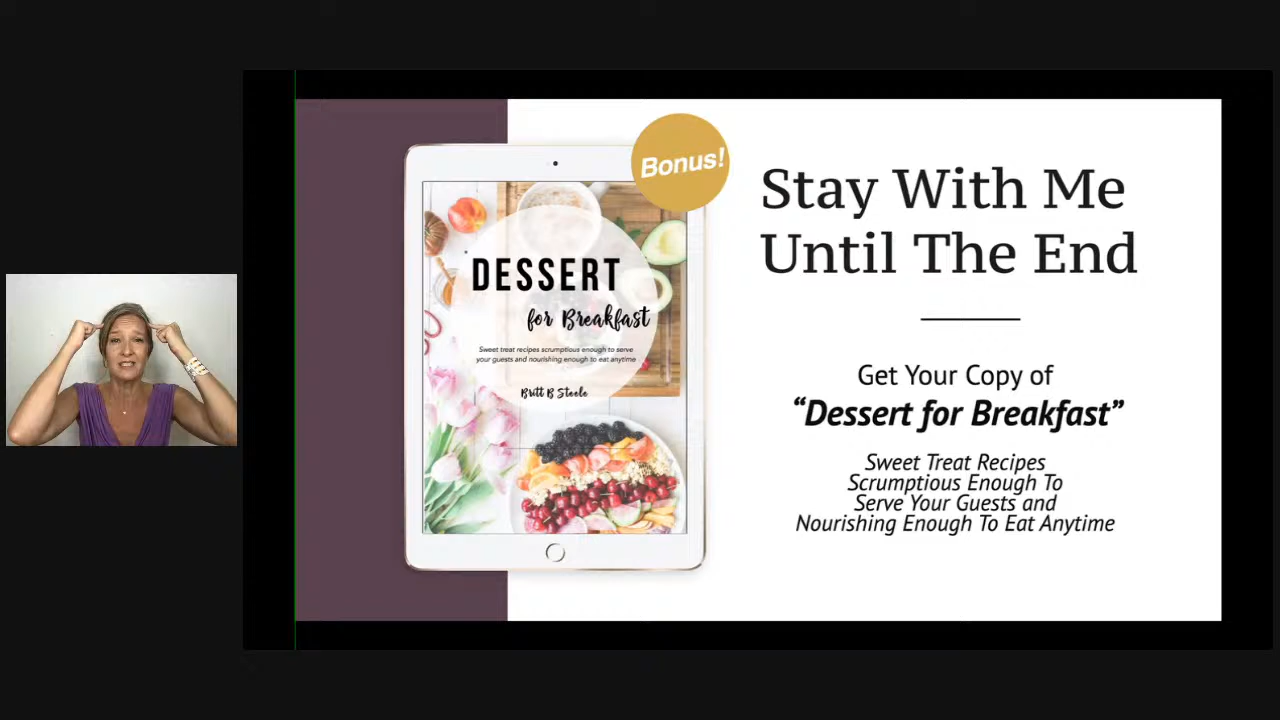 Bonus!
DESSERT
for Breakfast
Sweet treat recipes scrumptious enough to serve
your guests and nourishing enough to eat anytime
Britt B Steele
Stay With Me
Until The End
Get Your Copy of
“Dessert for Breakfast”
Sweet Treat Recipes
Scrumptious Enough To
Serve Your Guests and
Nourishing Enough To Eat Anytime